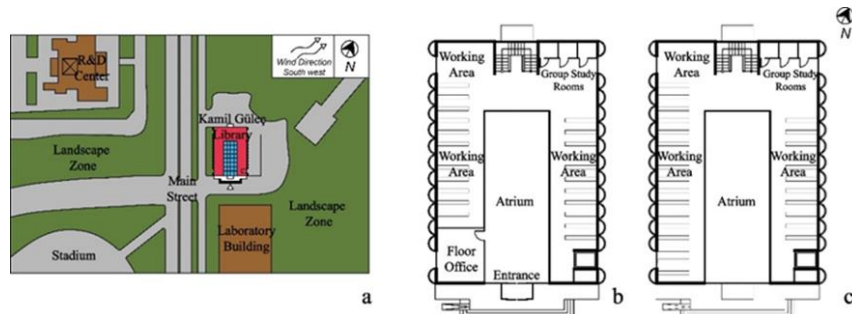 R&D
Center
Wind Direction
South west
N
Kamil Güleç
Library
Landscape
Zone
Main
Street
Landscape
Zone
Laboratory
Building
Stadium
a
Working
Area
Group Study
Rooms
Working
Area
Working
Area
Atrium
Floor
Office
Entrance
b
N
Working
Area
Group Study
Rooms
Working
Area
Working
Area
Atrium
c